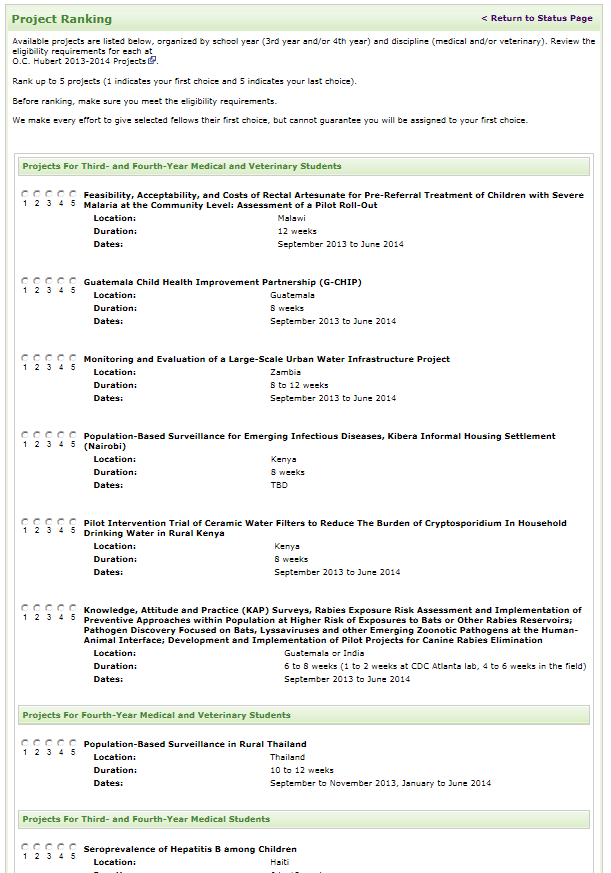 Project Ranking
< Return to Status Page
Available projects are listed below, organized by school year (3rd year and/or 4th year) and discipline (medical and/or veterinary). Review the
eligibility requirements for each at
O.C. Hubert 2013-2014 Projects.
Rank up to 5 projects (1 indicates your first choice and 5 indicates your last choice).
Before ranking, make sure you meet the eligibility requirements.
We make every effort to give selected fellows their first choice, but cannot guarantee you will be assigned to your first choice.
Projects For Third- and Fourth-Year Medical and Veterinary Students
1 2 3 4 5
Feasibility, Acceptability, and Costs of Rectal Artesunate for Pre-Referral Treatment of Children with Severe
Malaria at the Community Level: Assessment of a Pilot Roll-Out
Location: Malawi
Duration: 12 weeks
Dates: September 2013 to June 2014
1 2 3 4 5
Guatemala Child Health Improvement Partnership (G-CHIP)
Location: Guatemala
Duration: 8 weeks
Dates: September 2013 to June 2014
1 2 3 4 5
Monitoring and Evaluation of a Large-Scale Urban Water Infrastructure Project
Location: Zambia
Duration: 8 to 12 weeks
Dates: September 2013 to June 2014
1 2 3 4 5
Population-Based Surveillance for Emerging Infectious Diseases, Kibera Informal Housing Settlement
(Nairobi)
Location: Kenya
Duration: 8 weeks
Dates: TBD
1 2 3 4 5
Pilot Intervention Trial of Ceramic Water Filters to Reduce The Burden of Cryptosporidium In Household
Drinking Water in Rural Kenya
Location: Kenya
Duration: 8 weeks
Dates: September 2013 to June 2014
1 2 3 4 5
Knowledge, Attitude and Practice (KAP) Surveys, Rabies Exposure Risk Assessment and Implementation of
Preventive Approaches within Population at Higher Risk of Exposures to Bats or Other Rabies Reservoirs;
Pathogen Discovery Focused on Bats, Lyssaviruses and other Emerging Zoonotic Pathogens at the Human-
Animal Interface; Development and Implementation of Pilot Projects for Canine Rabies Elimination
Location: Guatemala or India
Duration: 6 to 8 weeks (1 to 2 weeks at CDC Atlanta lab, 4 to 6 weeks in the field)
Dates: September 2013 to June 2014
Projects For Fourth-Year Medical and Veterinary Students
1 2 3 4 5
Population-Based Surveillance in Rural Thailand
Location: Thailand
Duration: 10 to 12 weeks
Dates: September to November 2013, January to June 2014
Projects For Third- and Fourth-Year Medical Students
1 2 3 4 5
Seroprevalence of Hepatitis B among Children
Location: Haiti